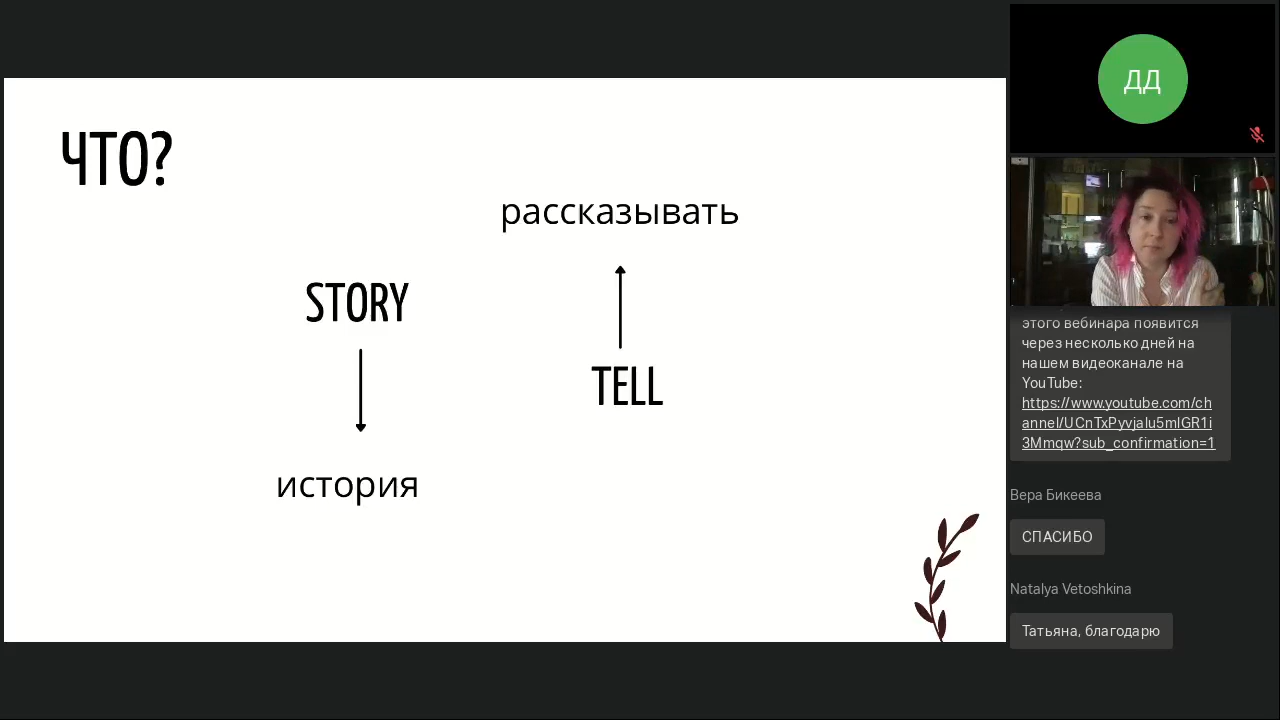 ЧТО?
рассказывать
STORY
TELL
история
ДД
этого вебинара появится
через несколько дней на
нашем видеоканале на
YouTube:
https://www.youtube.com/ch
annel/UCnTxPyvjalu5mlGR1i
3Mmqw?sub_confirmation=1
Вера Бикеева
СПАСИБО
Natalya Vetoshkina
Татьяна, благодарю